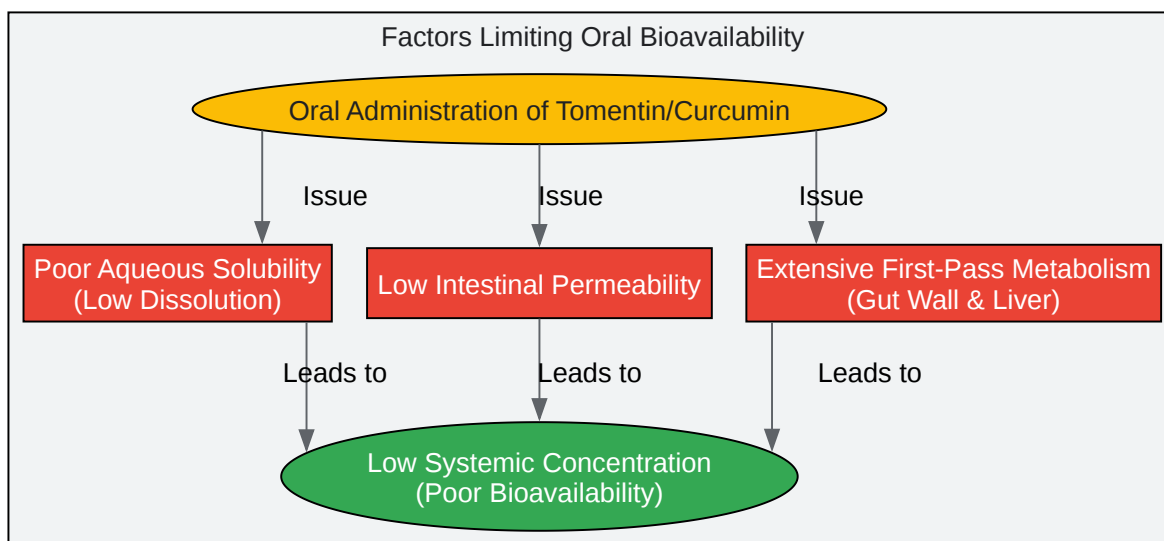 Factors Limiting Oral Bioavailability
Oral Administration of Tomentin/Curcumin
Issue
Issue
Issue
Poor Aqueous Solubility
(Low Dissolution)
Low Intestinal Permeability
Extensive First-Pass Metabolism
(Gut Wall & Liver)
Leads to
Leads to
Leads to
Low Systemic Concentration
(Poor Bioavailability)